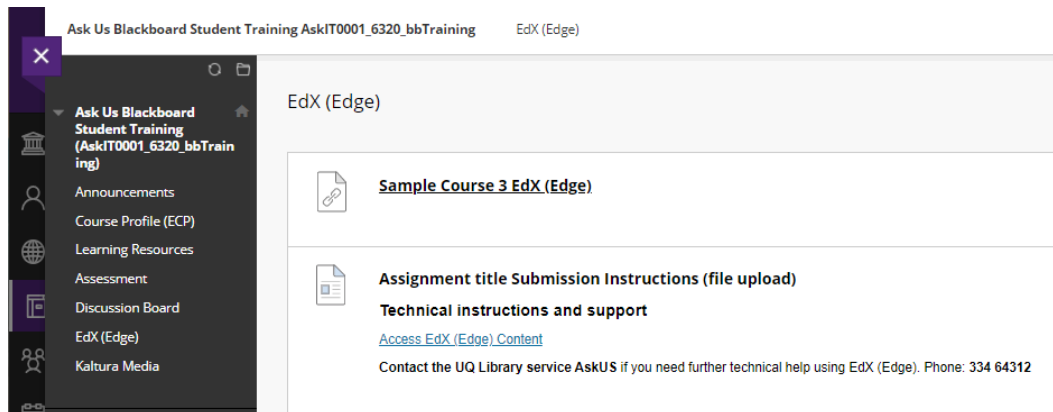 Ask Us Blackboard Student Training AskIT0001_6320_bbTraining EdX (Edge)
Ask Us Blackboard
Student Training
(AskIT0001_6320_bbTrain
ing)
Announcements
Course Profile (ECP)
Learning Resources
Assessment
Discussion Board
EdX (Edge)
Kaltura Media
EdX (Edge)
Sample Course 3 EdX (Edge)
Assignment title Submission Instructions (file upload)
Technical instructions and support
Access EdX (Edge) Content
Contact the UQ Library service AskUS if you need further technical help using EdX (Edge). Phone: 334 64312